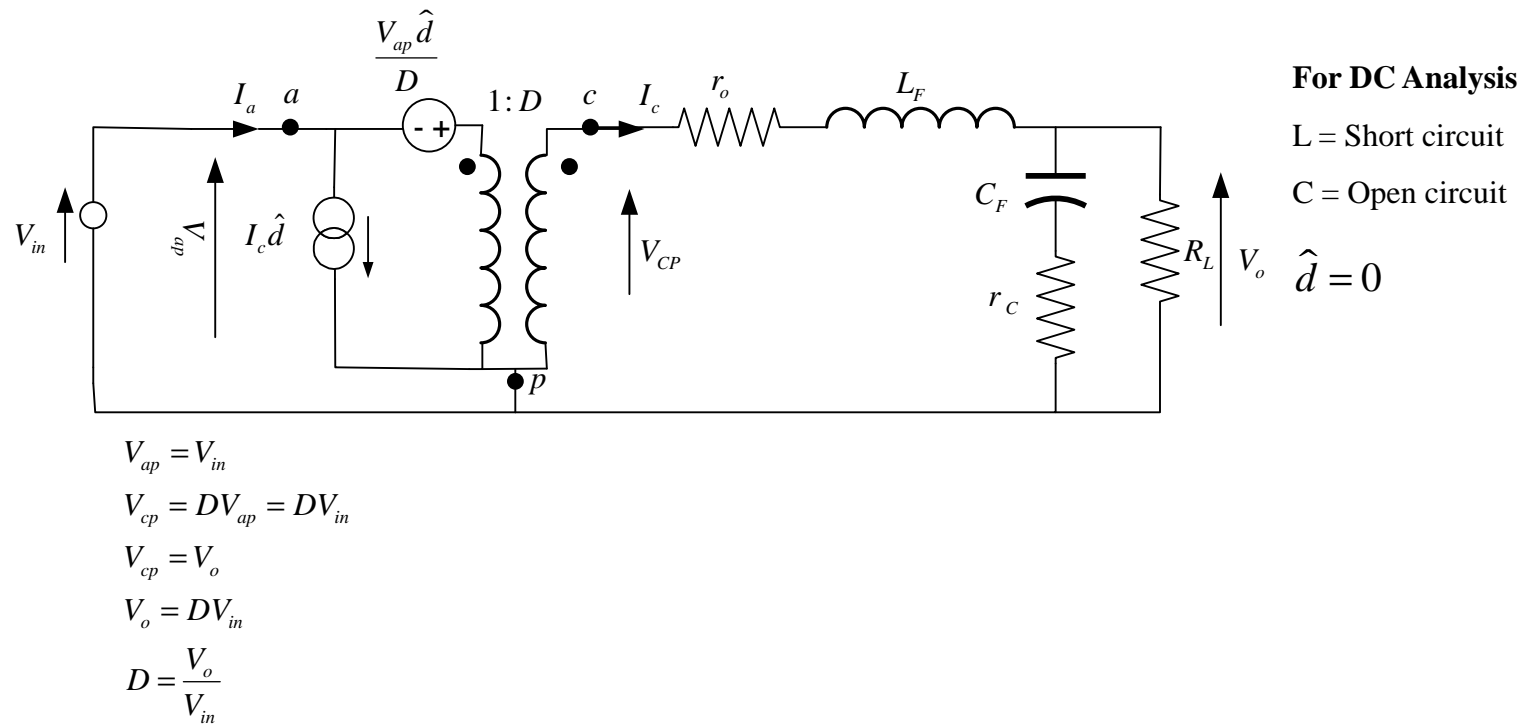 V_ap d̂ / D
I_a a - + 1:D c I_c r_o L_F
V_in V_ap I_c d̂ V_CP C_F r_C R_L V_o
p
For DC Analysis
L = Short circuit
C = Open circuit
d̂ = 0
V_ap = V_in
V_cp = DV_ap = DV_in
V_cp = V_o
V_o = DV_in
D = V_o / V_in